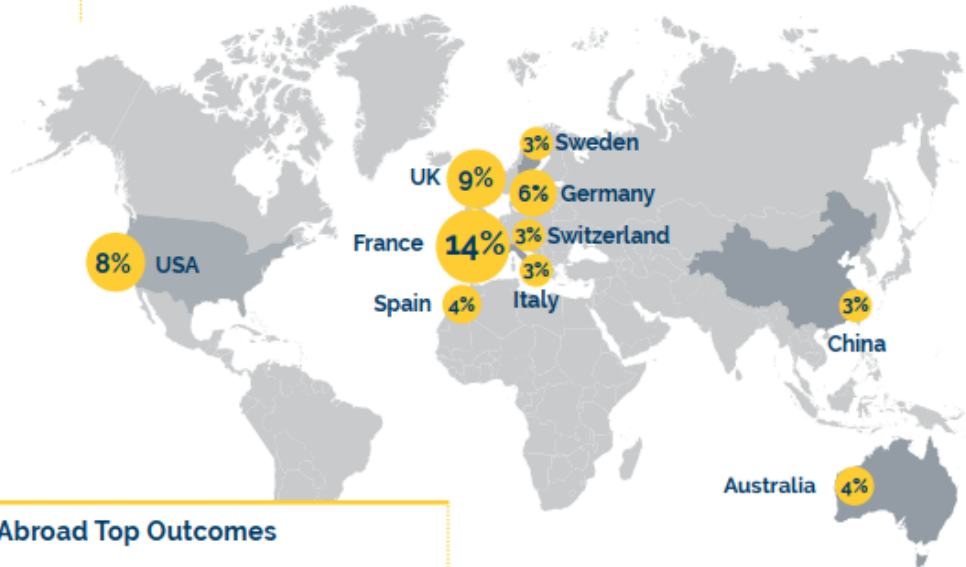 3% Sweden
UK 9%
6% Germany
France 14%
3% Switzerland
8% USA
3%
Italy
Spain 4%
3%
China
Australia 4%
Abroad Top Outcomes